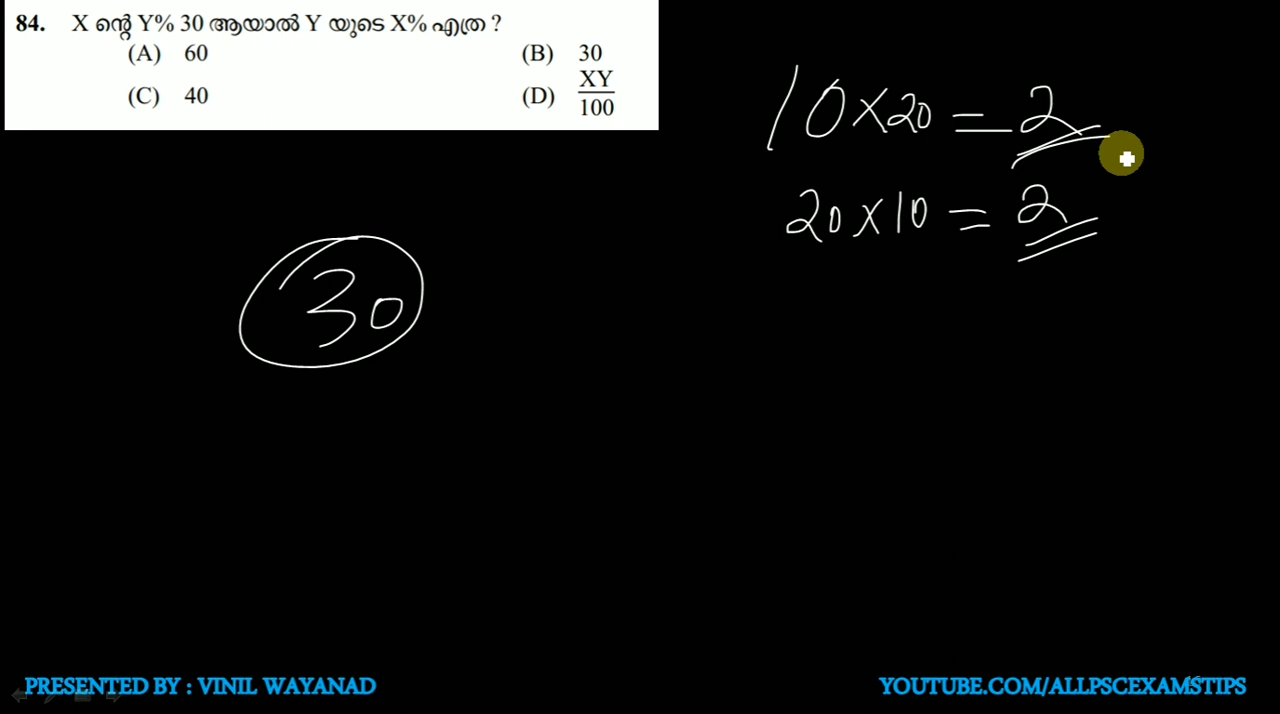 84. X ന്റെ Y% 30 ആയാൽ Y യുടെ X% എത്ര ?
(A) 60 (B) 30
(C) 40 (D) XY/100
10 × 20 = 2
20 × 10 = 2
30
PRESENTED BY : VINIL WAYANAD
YOUTUBE.COM/ALLPSCEXAMSTIPS